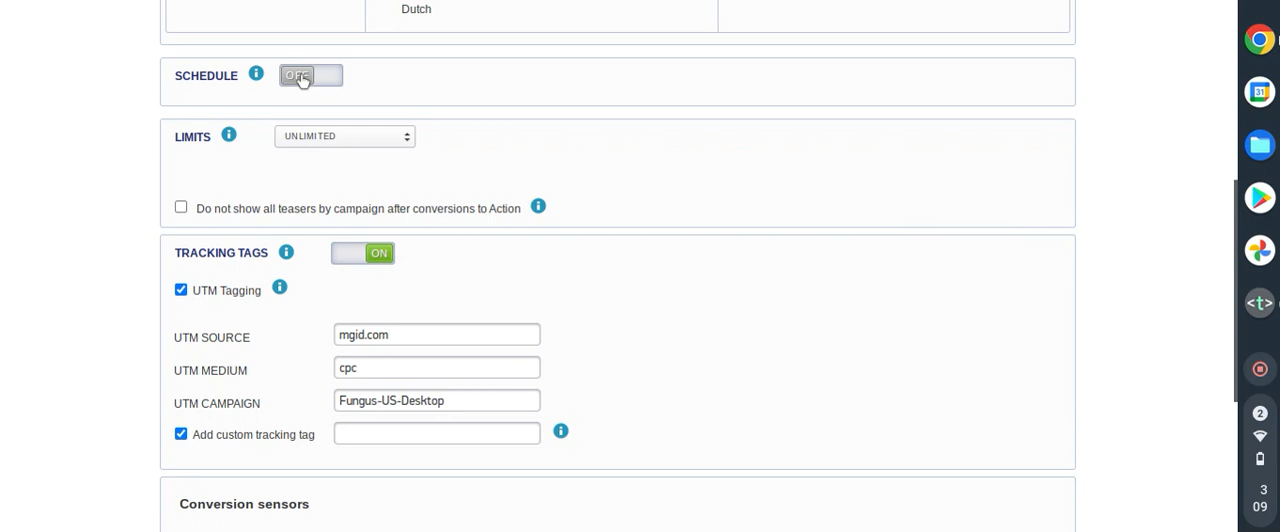 Dutch
SCHEDULE
LIMITS UNLIMITED
Do not show all teasers by campaign after conversions to Action
TRACKING TAGS ON
UTM Tagging
UTM SOURCE mgid.com
UTM MEDIUM cpc
UTM CAMPAIGN Fungus-US-Desktop
Add custom tracking tag
Conversion sensors
31
<t>
2
3
09